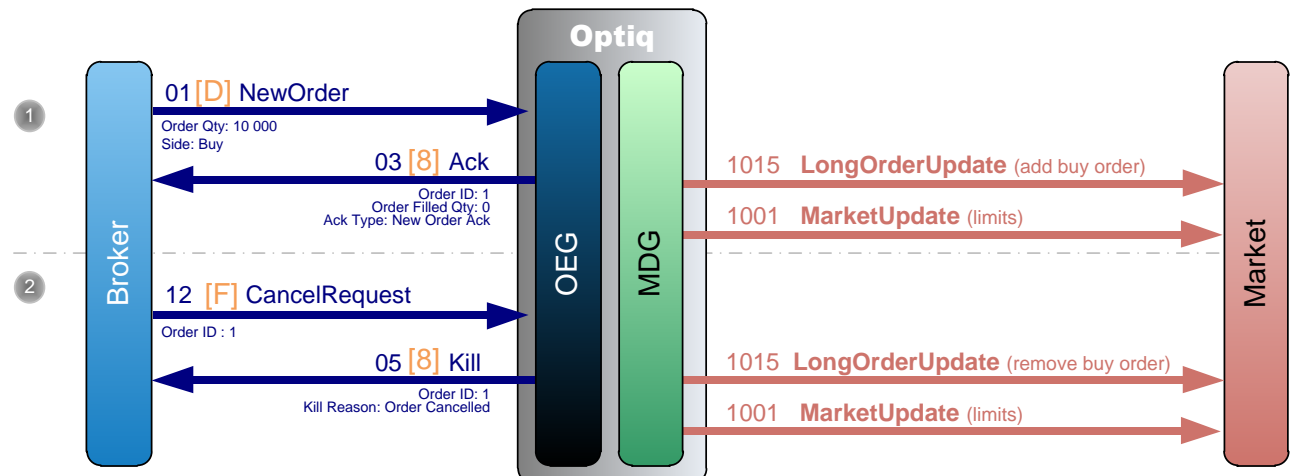 Optiq
1
Broker
01 [D] NewOrder
Order Qty: 10 000
Side: Buy
03 [8] Ack
Order ID: 1
Order Filled Qty: 0
Ack Type: New Order Ack
OEG
MDG
1015 LongOrderUpdate (add buy order)
1001 MarketUpdate (limits)
Market
2
12 [F] CancelRequest
Order ID : 1
05 [8] Kill
Order ID: 1
Kill Reason: Order Cancelled
1015 LongOrderUpdate (remove buy order)
1001 MarketUpdate (limits)